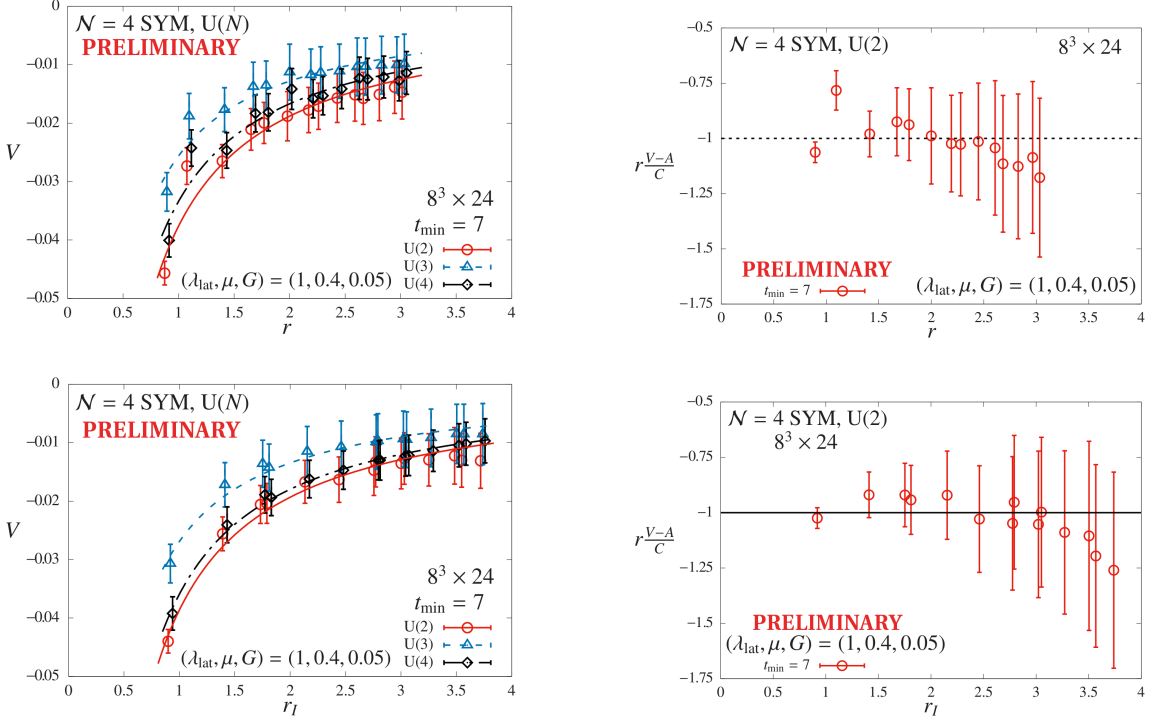 𝒩 = 4 SYM, U(N)
PRELIMINARY
8³ × 24
t_min = 7
U(2)
U(3)
U(4)
(λ_lat, μ, G) = (1, 0.4, 0.05)
V
0
−0.01
−0.02
−0.03
−0.04
−0.05
0 0.5 1 1.5 2 2.5 3 3.5 4
r
𝒩 = 4 SYM, U(2)
8³ × 24
r (V−A)/C
−0.5
−0.75
−1
−1.25
−1.5
−1.75
PRELIMINARY
t_min = 7
(λ_lat, μ, G) = (1, 0.4, 0.05)
0 0.5 1 1.5 2 2.5 3 3.5 4
r
𝒩 = 4 SYM, U(N)
PRELIMINARY
8³ × 24
t_min = 7
U(2)
U(3)
U(4)
(λ_lat, μ, G) = (1, 0.4, 0.05)
V
0
−0.01
−0.02
−0.03
−0.04
−0.05
0 0.5 1 1.5 2 2.5 3 3.5 4
r_I
𝒩 = 4 SYM, U(2)
8³ × 24
r (V−A)/C
−0.5
−0.75
−1
−1.25
−1.5
−1.75
PRELIMINARY
(λ_lat, μ, G) = (1, 0.4, 0.05)
t_min = 7
0 0.5 1 1.5 2 2.5 3 3.5 4
r_I